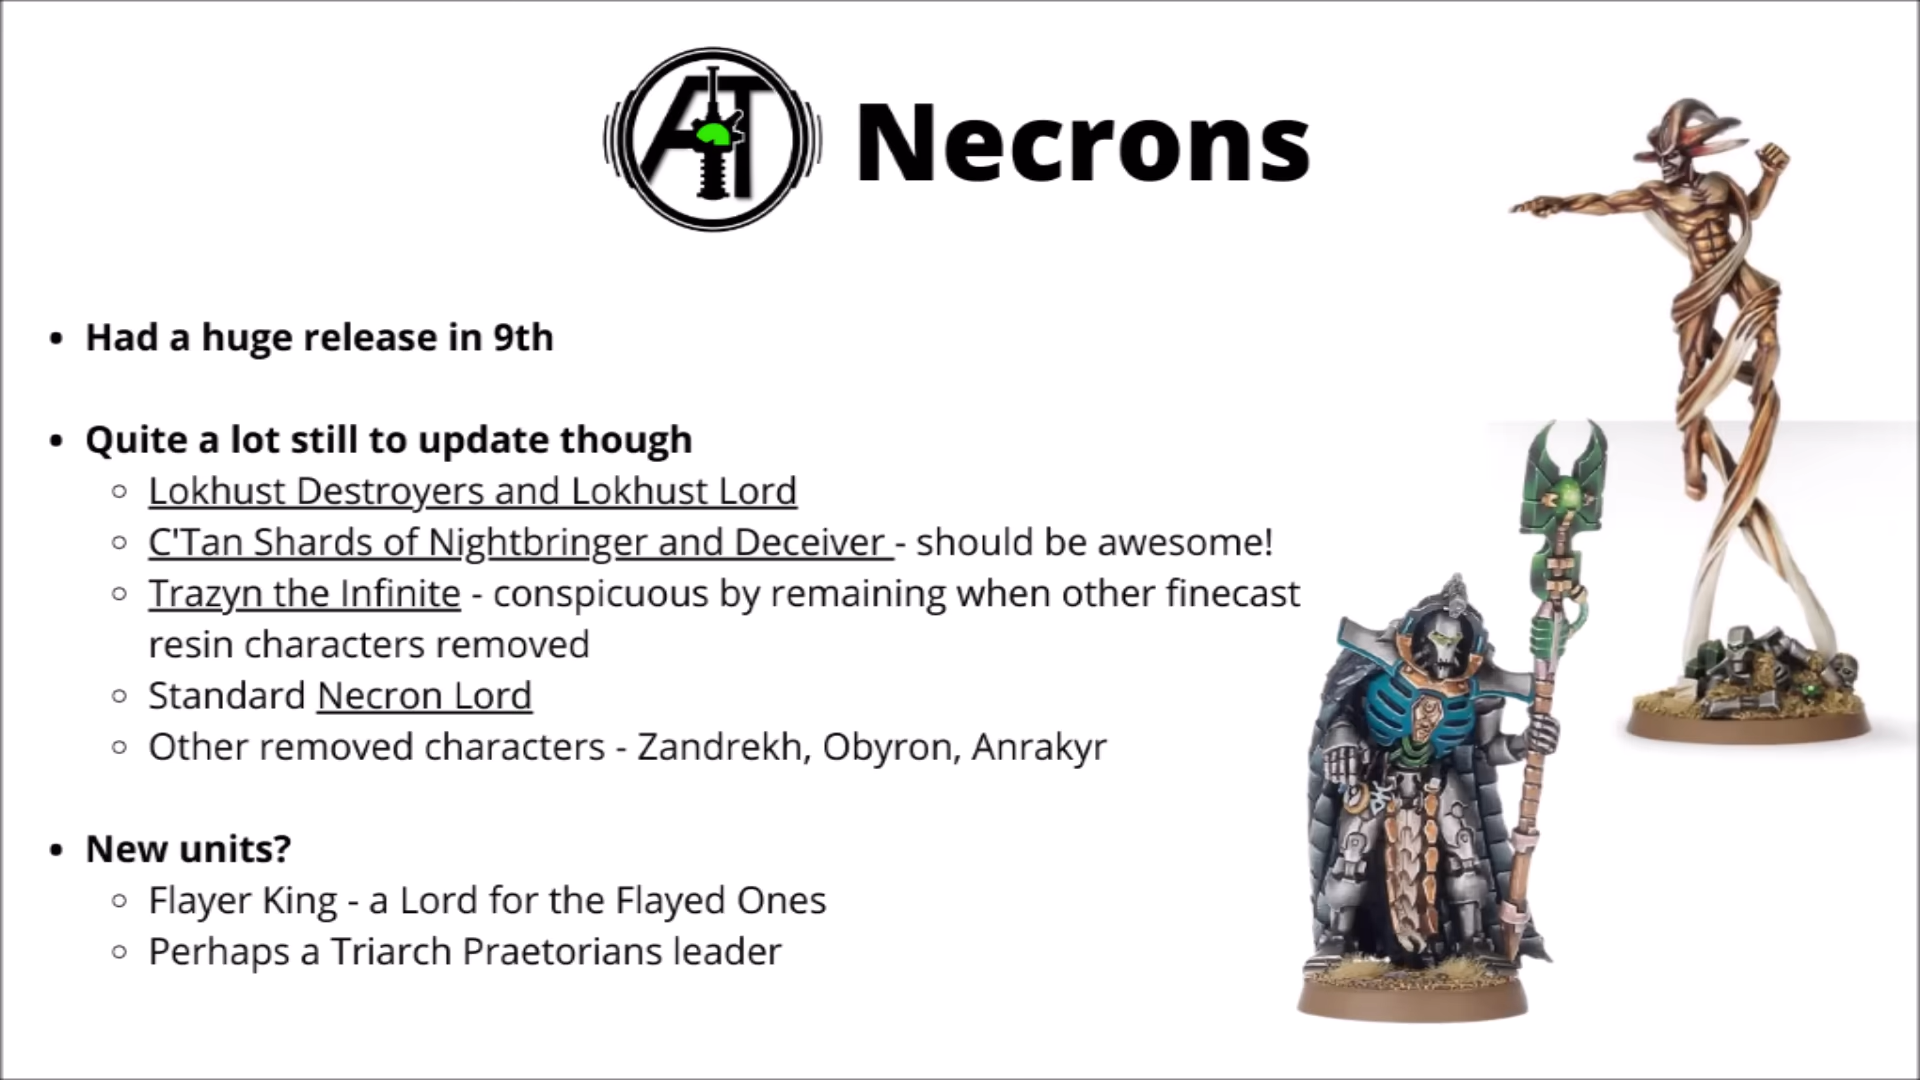 AT
Necrons
• Had a huge release in 9th
• Quite a lot still to update though
○ Lokhust Destroyers and Lokhust Lord
○ C'Tan Shards of Nightbringer and Deceiver - should be awesome!
○ Trazyn the Infinite - conspicuous by remaining when other finecast
resin characters removed
○ Standard Necron Lord
○ Other removed characters - Zandrekh, Obyron, Anrakyr
• New units?
○ Flayer King - a Lord for the Flayed Ones
○ Perhaps a Triarch Praetorians leader